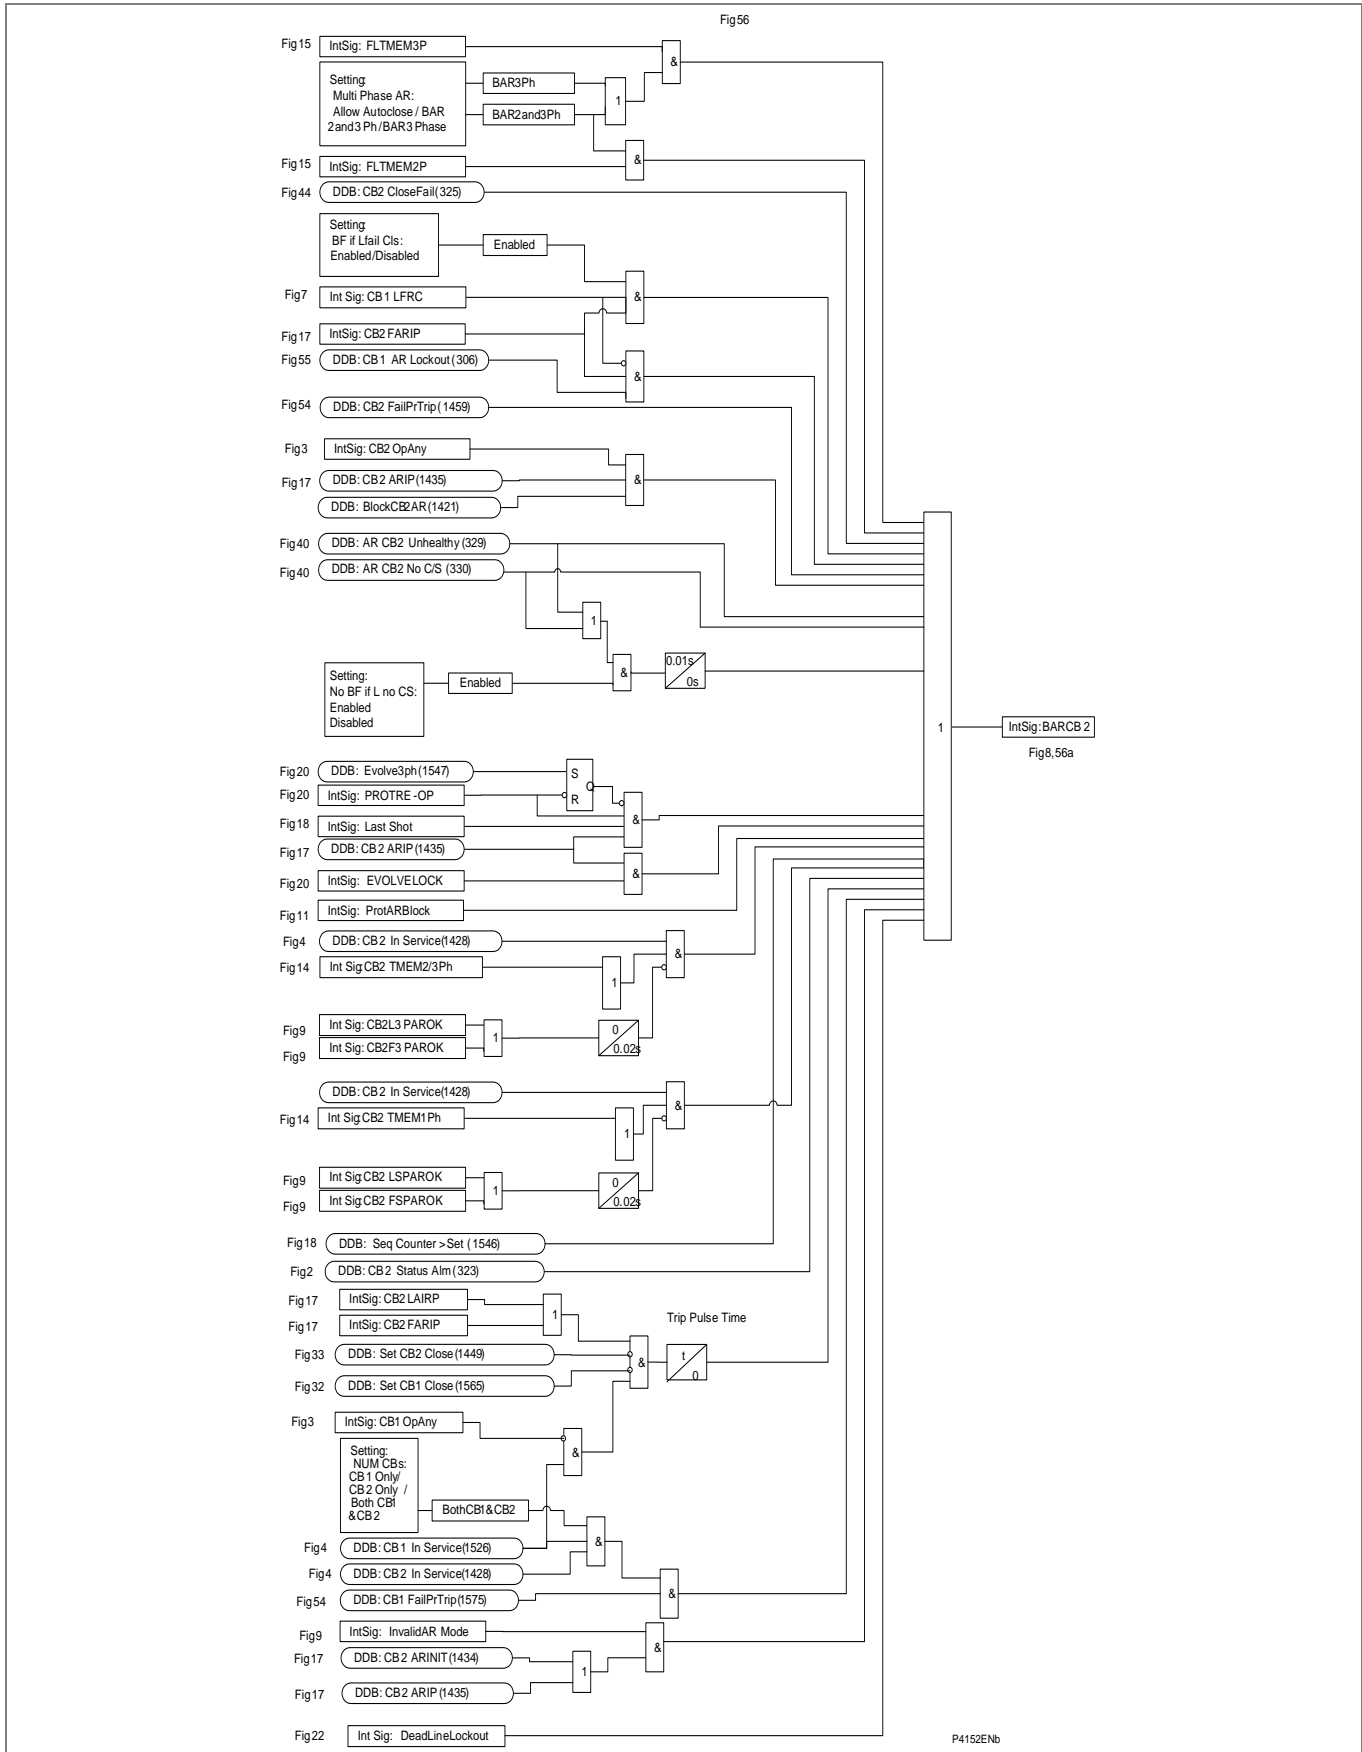 Fig56
Fig15 IntSig: FLTMEM3P
&
Setting:
Multi Phase AR:
Allow Autoclose / BAR
2and3 Ph /BAR3 Phase
BAR3Ph
1
BAR2and3Ph
&
Fig15 IntSig: FLTMEM2P
Fig44 DDB: CB2 CloseFail(325)
Setting:
BF if Lfail Cls:
Enabled/Disabled
Enabled
&
Fig7 Int Sig: CB1 LFRC
Fig17 IntSig: CB2 FARIP
Fig55 DDB: CB1 AR Lockout(306)
&
Fig54 DDB: CB2 FailPrTrip(1459)
Fig3 IntSig: CB2 OpAny
Fig17 DDB: CB2 ARIP(1435)
&
DDB: BlockCB2AR(1421)
Fig40 DDB: AR CB2 Unhealthy(329)
Fig40 DDB: AR CB2 No C/S (330)
1
&
0.01s
0s
Setting:
No BF if L no CS:
Enabled
Disabled
Enabled
1
IntSig:BARCB 2
Fig8,56a
Fig20 DDB: Evolve3ph(1547)
S
Q
R
Fig20 IntSig: PROTRE -OP
&
Fig18 IntSig: Last Shot
Fig17 DDB: CB2 ARIP(1435)
&
Fig20 IntSig: EVOLVELOCK
Fig11 IntSig: ProtARBlock
Fig4 DDB: CB2 In Service(1428)
&
Fig14 Int Sig:CB2 TMEM2/3Ph
1
Fig9 Int Sig: CB2L3 PAROK
1
0
0.02s
Fig9 Int Sig: CB2F3 PAROK
DDB: CB2 In Service(1428)
&
Fig14 Int Sig:CB2 TMEM1Ph
1
Fig9 Int Sig:CB2 LSPAROK
1
0
0.02s
Fig9 Int Sig:CB2 FSPAROK
Fig18 DDB: Seq Counter >Set (1546)
Fig2 DDB: CB2 Status Alm(323)
Fig17 IntSig: CB2 LAIRP
1
Trip Pulse Time
Fig17 IntSig: CB2 FARIP
Fig33 DDB: Set CB2 Close(1449)
&
t
0
Fig32 DDB: Set CB1 Close(1565)
Fig3 IntSig: CB1 OpAny
&
Setting:
NUM CBs:
CB1 Only/
CB2 Only /
Both CB1
&CB2
BothCB1&CB2
Fig4 DDB: CB1 In Service(1526)
&
Fig4 DDB: CB2 In Service(1428)
&
Fig54 DDB: CB1 FailPrTrip(1575)
Fig9 IntSig: InvalidAR Mode
&
Fig17 DDB: CB2 ARINIT(1434)
1
Fig17 DDB: CB2 ARIP(1435)
Fig22 Int Sig: DeadLineLockout
P4152ENb